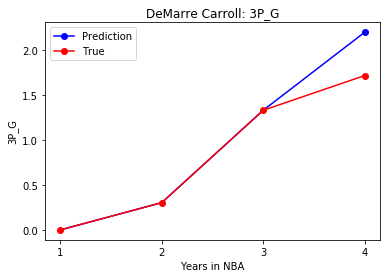 DeMarre Carroll: 3P_G
Prediction
True
3P_G
2.0
1.5
1.0
0.5
0.0
1 2 3 4
Years in NBA